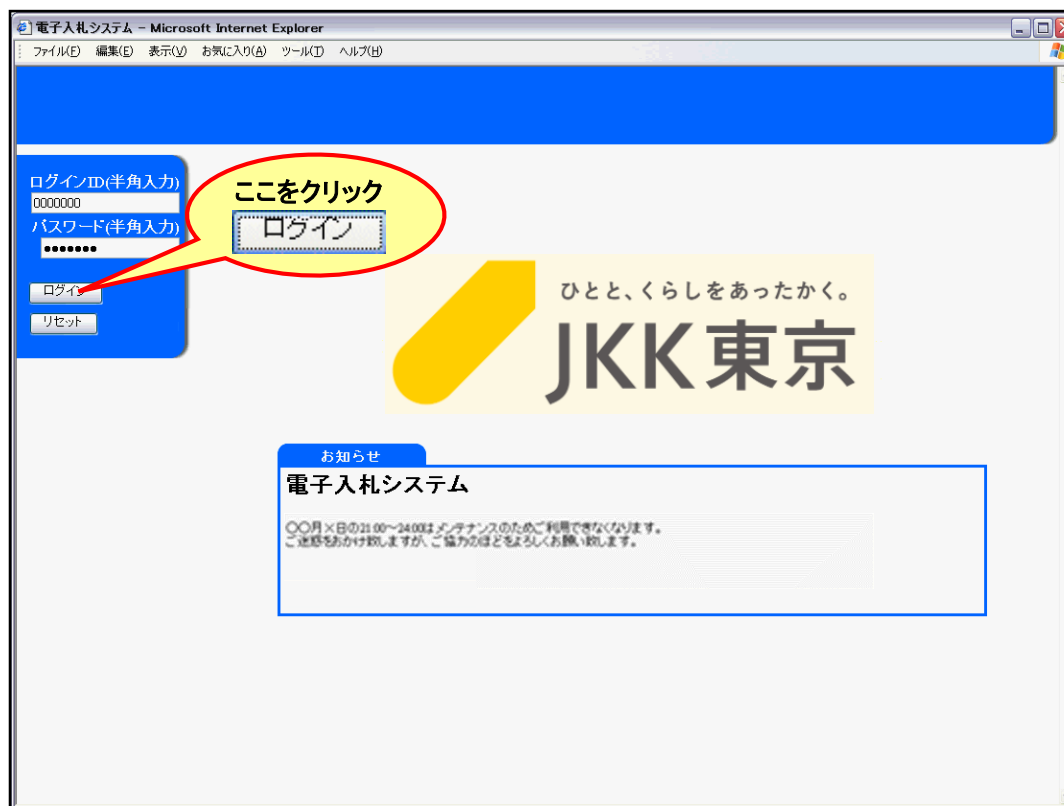 電子入札システム - Microsoft Internet Explorer
ファイル(F) 編集(E) 表示(V) お気に入り(A) ツール(T) ヘルプ(H)
ログインID(半角入力)
0000000
パスワード(半角入力)
●●●●●●●
ログイン
リセット
ここをクリック
ログイン
ひとと、くらしをあったかく。
JKK東京
お知らせ
電子入札システム
〇〇月×日の21:00～24:00はメンテナンスのためご利用できなくなります。
ご迷惑をおかけ致しますが、ご協力のほどをよろしくお願い致します。